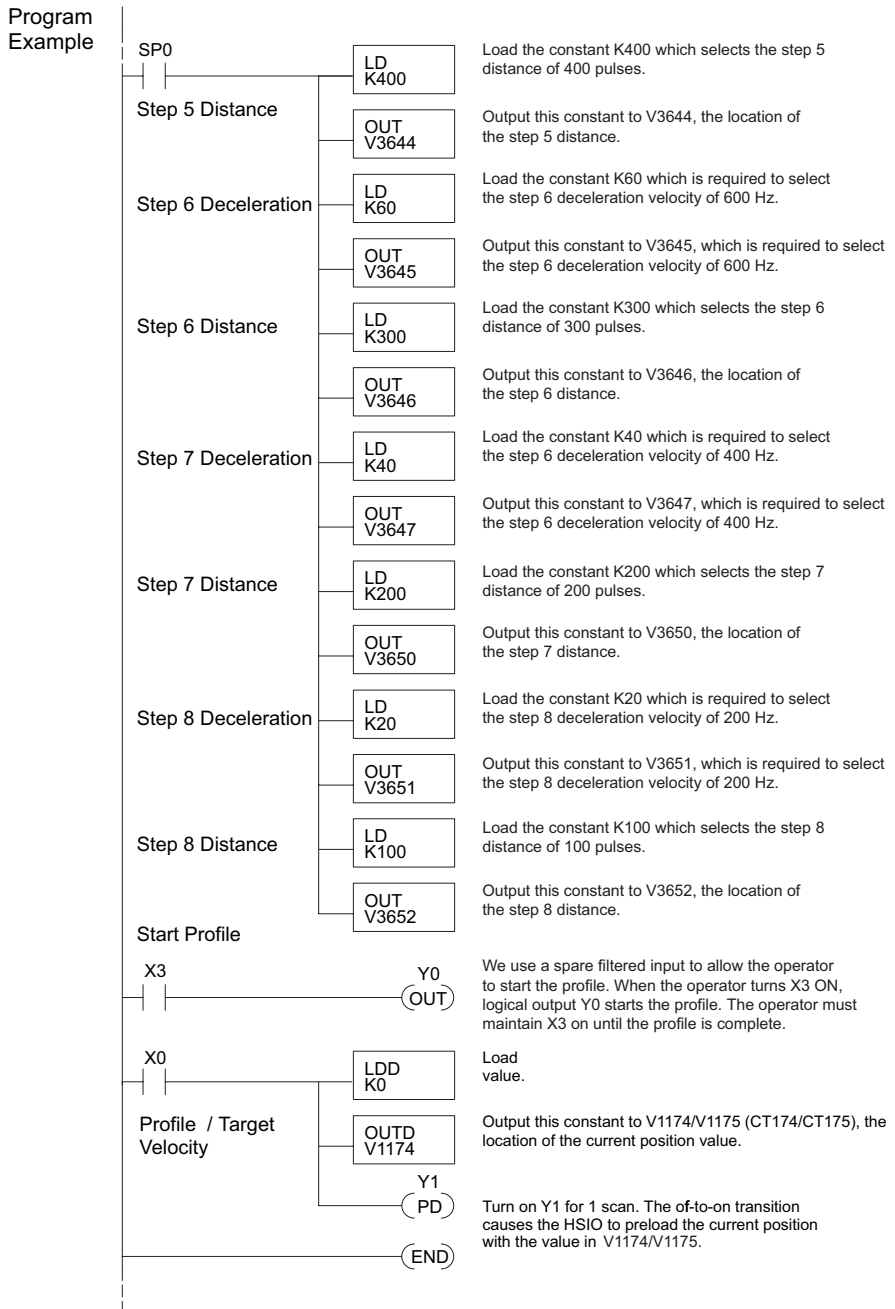 Program
Example
SP0
LD
K400
Load the constant K400 which selects the step 5
distance of 400 pulses.
Step 5 Distance
OUT
V3644
Output this constant to V3644, the location of
the step 5 distance.
Step 6 Deceleration
LD
K60
Load the constant K60 which is required to select
the step 6 deceleration velocity of 600 Hz.
OUT
V3645
Output this constant to V3645, which is required to select
the step 6 deceleration velocity of 600 Hz.
Step 6 Distance
LD
K300
Load the constant K300 which selects the step 6
distance of 300 pulses.
OUT
V3646
Output this constant to V3646, the location of
the step 6 distance.
Step 7 Deceleration
LD
K40
Load the constant K40 which is required to select
the step 6 deceleration velocity of 400 Hz.
OUT
V3647
Output this constant to V3647, which is required to select
the step 6 deceleration velocity of 400 Hz.
Step 7 Distance
LD
K200
Load the constant K200 which selects the step 7
distance of 200 pulses.
OUT
V3650
Output this constant to V3650, the location of
the step 7 distance.
Step 8 Deceleration
LD
K20
Load the constant K20 which is required to select
the step 8 deceleration velocity of 200 Hz.
OUT
V3651
Output this constant to V3651, which is required to select
the step 8 deceleration velocity of 200 Hz.
Step 8 Distance
LD
K100
Load the constant K100 which selects the step 8
distance of 100 pulses.
OUT
V3652
Output this constant to V3652, the location of
the step 8 distance.
Start Profile
X3
Y0
OUT
We use a spare filtered input to allow the operator
to start the profile. When the operator turns X3 ON,
logical output Y0 starts the profile. The operator must
maintain X3 on until the profile is complete.
X0
LDD
K0
Load
value.
Profile / Target
Velocity
OUTD
V1174
Output this constant to V1174/V1175 (CT174/CT175), the
location of the current position value.
Y1
PD
Turn on Y1 for 1 scan. The of-to-on transition
causes the HSIO to preload the current position
with the value in V1174/V1175.
END